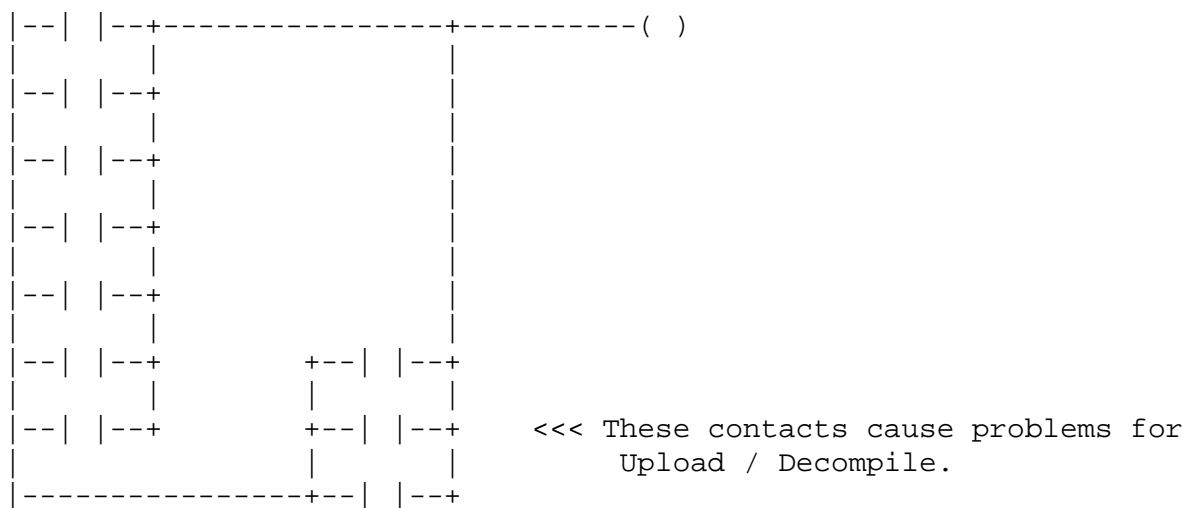 <<< These contacts cause problems for
Upload / Decompile.